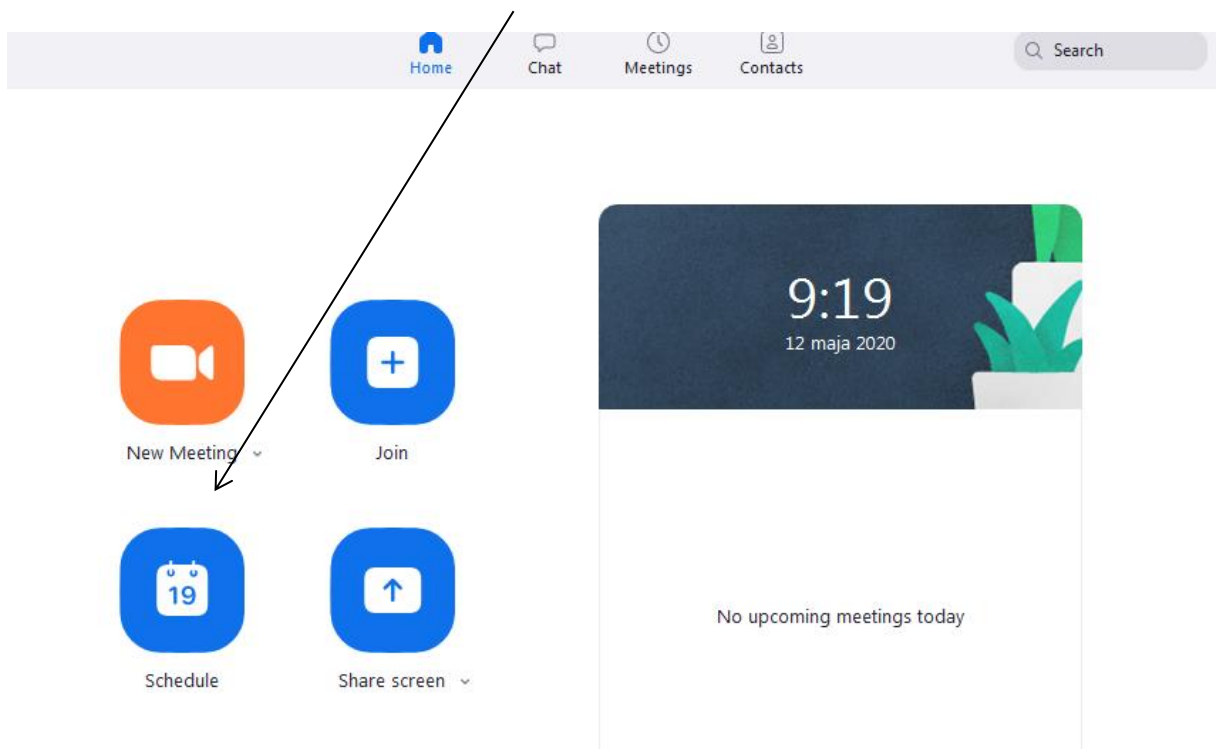 Home Chat Meetings Contacts Search
9:19
12 maja 2020
New Meeting Join
19
Schedule Share screen
No upcoming meetings today